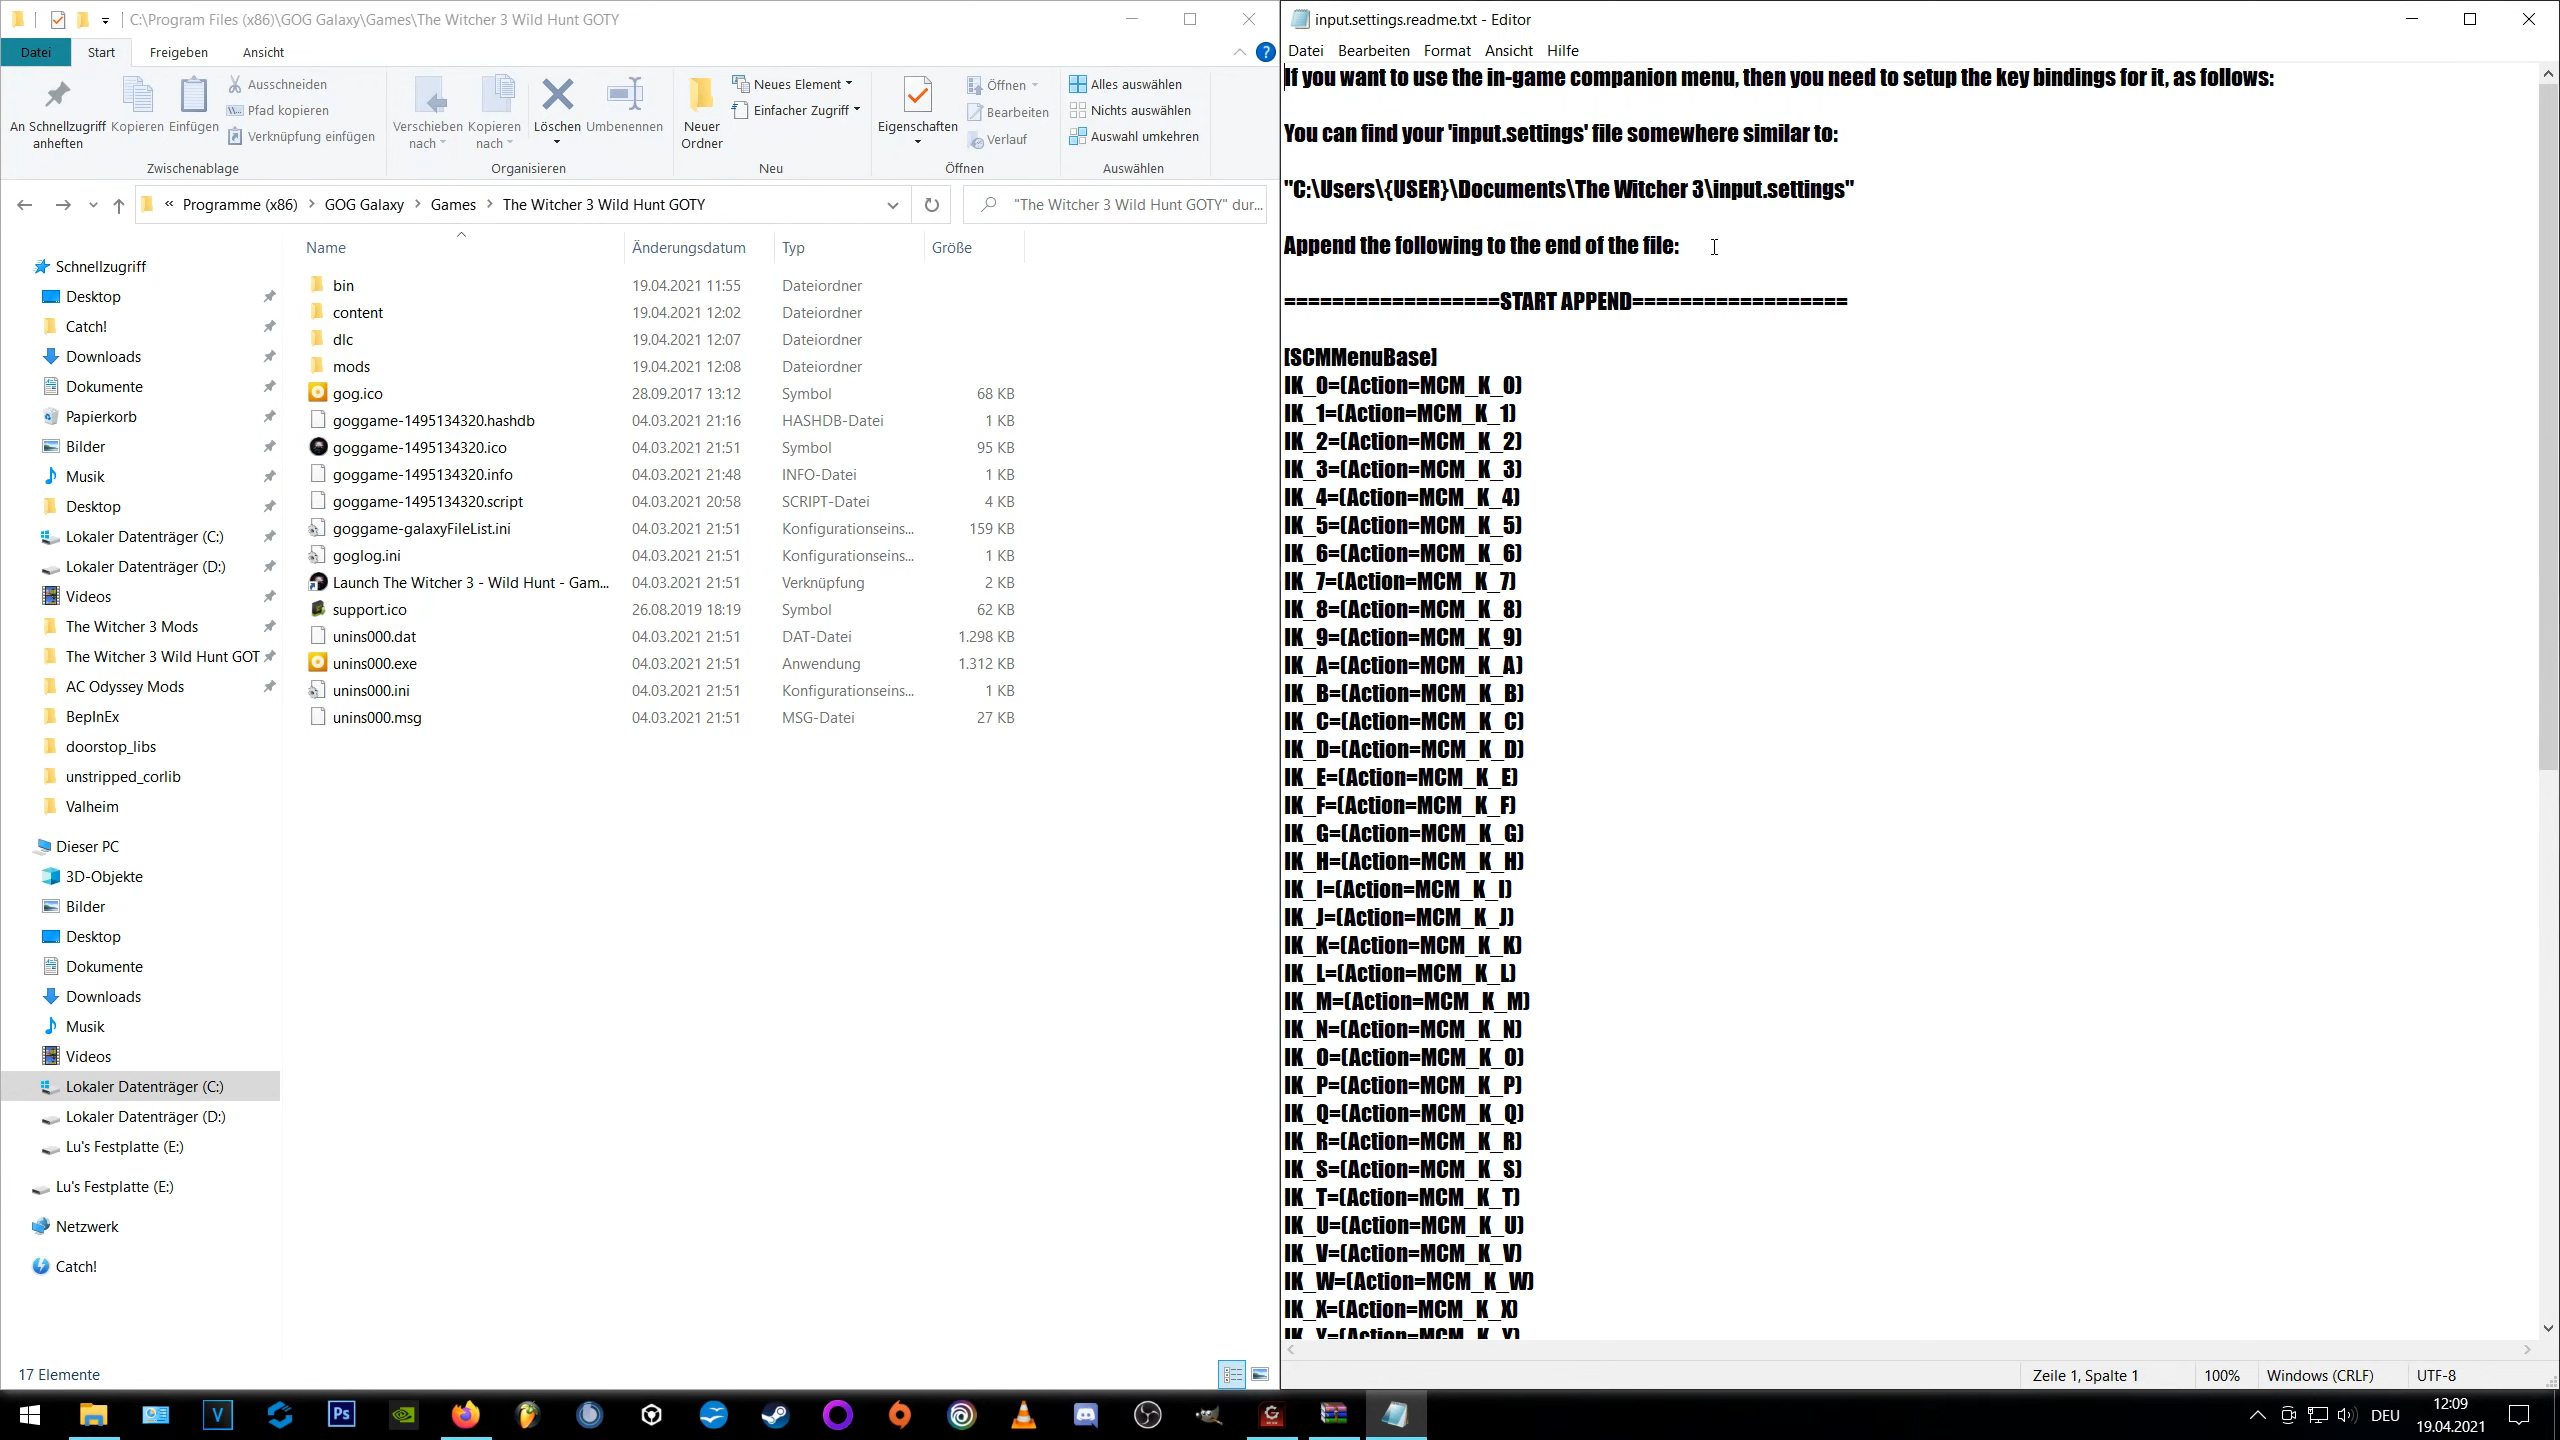 C:\Program Files (x86)\GOG Galaxy\Games\The Witcher 3 Wild Hunt GOTY
Datei
Start
Freigeben
Ansicht
An Schnellzugriff anheften
Kopieren
Einfügen
Ausschneiden
Pfad kopieren
Verknüpfung einfügen
Zwischenablage
Verschieben nach
Kopieren nach
Löschen
Umbenennen
Organisieren
Neuer Ordner
Neues Element
Einfacher Zugriff
Neu
Eigenschaften
Öffnen
Bearbeiten
Verlauf
Öffnen
Alles auswählen
Nichts auswählen
Auswahl umkehren
Auswählen
« Programme (x86) > GOG Galaxy > Games > The Witcher 3 Wild Hunt GOTY
"The Witcher 3 Wild Hunt GOTY" dur...
Schnellzugriff
Desktop
Catch!
Downloads
Dokumente
Papierkorb
Bilder
Musik
Desktop
Lokaler Datenträger (C:)
Lokaler Datenträger (D:)
Videos
The Witcher 3 Mods
The Witcher 3 Wild Hunt GOT
AC Odyssey Mods
BepInEx
doorstop_libs
unstripped_corlib
Valheim
Dieser PC
3D-Objekte
Bilder
Desktop
Dokumente
Downloads
Musik
Videos
Lokaler Datenträger (C:)
Lokaler Datenträger (D:)
Lu's Festplatte (E:)
Lu's Festplatte (E:)
Netzwerk
Catch!
Name Änderungsdatum Typ Größe
bin 19.04.2021 11:55 Dateiordner
content 19.04.2021 12:02 Dateiordner
dlc 19.04.2021 12:07 Dateiordner
mods 19.04.2021 12:08 Dateiordner
gog.ico 28.09.2017 13:12 Symbol 68 KB
goggame-1495134320.hashdb 04.03.2021 21:16 HASHDB-Datei 1 KB
goggame-1495134320.ico 04.03.2021 21:51 Symbol 95 KB
goggame-1495134320.info 04.03.2021 21:48 INFO-Datei 1 KB
goggame-1495134320.script 04.03.2021 20:58 SCRIPT-Datei 4 KB
goggame-galaxyFileList.ini 04.03.2021 21:51 Konfigurationseins... 159 KB
goglog.ini 04.03.2021 21:51 Konfigurationseins... 1 KB
Launch The Witcher 3 - Wild Hunt - Gam... 04.03.2021 21:51 Verknüpfung 2 KB
support.ico 26.08.2019 18:19 Symbol 62 KB
unins000.dat 04.03.2021 21:51 DAT-Datei 1.298 KB
unins000.exe 04.03.2021 21:51 Anwendung 1.312 KB
unins000.ini 04.03.2021 21:51 Konfigurationseins... 1 KB
unins000.msg 04.03.2021 21:51 MSG-Datei 27 KB
17 Elemente
input.settings.readme.txt - Editor
Datei Bearbeiten Format Ansicht Hilfe
If you want to use the in-game companion menu, then you need to setup the key bindings for it, as follows:
You can find your 'input.settings' file somewhere similar to:
"C:\Users\{USER}\Documents\The Witcher 3\input.settings"
Append the following to the end of the file:
==================START APPEND==================
[SCMMenuBase]
IK_0=(Action=MCM_K_0)
IK_1=(Action=MCM_K_1)
IK_2=(Action=MCM_K_2)
IK_3=(Action=MCM_K_3)
IK_4=(Action=MCM_K_4)
IK_5=(Action=MCM_K_5)
IK_6=(Action=MCM_K_6)
IK_7=(Action=MCM_K_7)
IK_8=(Action=MCM_K_8)
IK_9=(Action=MCM_K_9)
IK_A=(Action=MCM_K_A)
IK_B=(Action=MCM_K_B)
IK_C=(Action=MCM_K_C)
IK_D=(Action=MCM_K_D)
IK_E=(Action=MCM_K_E)
IK_F=(Action=MCM_K_F)
IK_G=(Action=MCM_K_G)
IK_H=(Action=MCM_K_H)
IK_I=(Action=MCM_K_I)
IK_J=(Action=MCM_K_J)
IK_K=(Action=MCM_K_K)
IK_L=(Action=MCM_K_L)
IK_M=(Action=MCM_K_M)
IK_N=(Action=MCM_K_N)
IK_O=(Action=MCM_K_O)
IK_P=(Action=MCM_K_P)
IK_Q=(Action=MCM_K_Q)
IK_R=(Action=MCM_K_R)
IK_S=(Action=MCM_K_S)
IK_T=(Action=MCM_K_T)
IK_U=(Action=MCM_K_U)
IK_V=(Action=MCM_K_V)
IK_W=(Action=MCM_K_W)
IK_X=(Action=MCM_K_X)
IK_Y=(Action=MCM_K_Y)
Zeile 1, Spalte 1
100%
Windows (CRLF)
UTF-8
V
Ps
DEU
12:09
19.04.2021